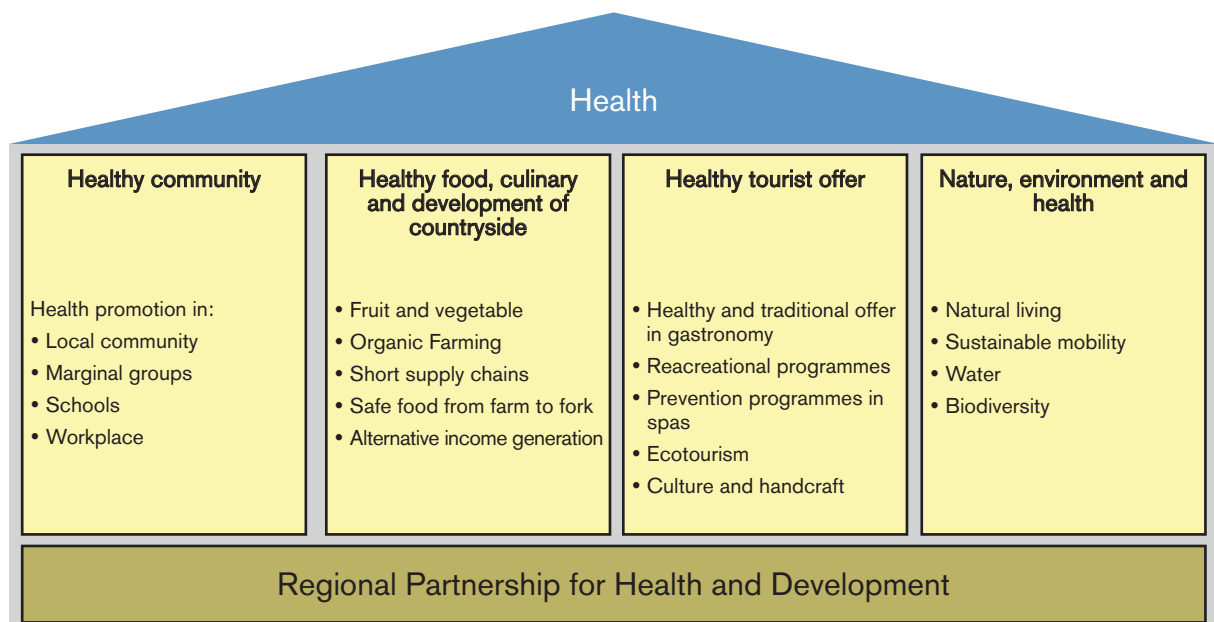 Health
Healthy community
Health promotion in:
• Local community
• Marginal groups
• Schools
• Workplace
Healthy food, culinary
and development of
countryside
• Fruit and vegetable
• Organic Farming
• Short supply chains
• Safe food from farm to fork
• Alternative income generation
Healthy tourist offer
• Healthy and traditional offer
in gastronomy
• Reacreational programmes
• Prevention programmes in
spas
• Ecotourism
• Culture and handcraft
Nature, environment and
health
• Natural living
• Sustainable mobility
• Water
• Biodiversity
Regional Partnership for Health and Development